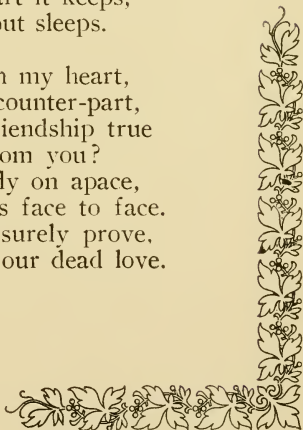 art it keeps,
out sleeps.
n my heart,
counter-part,
iendship true
om you?
ly on apace,
s face to face.
surely prove,
our dead love.